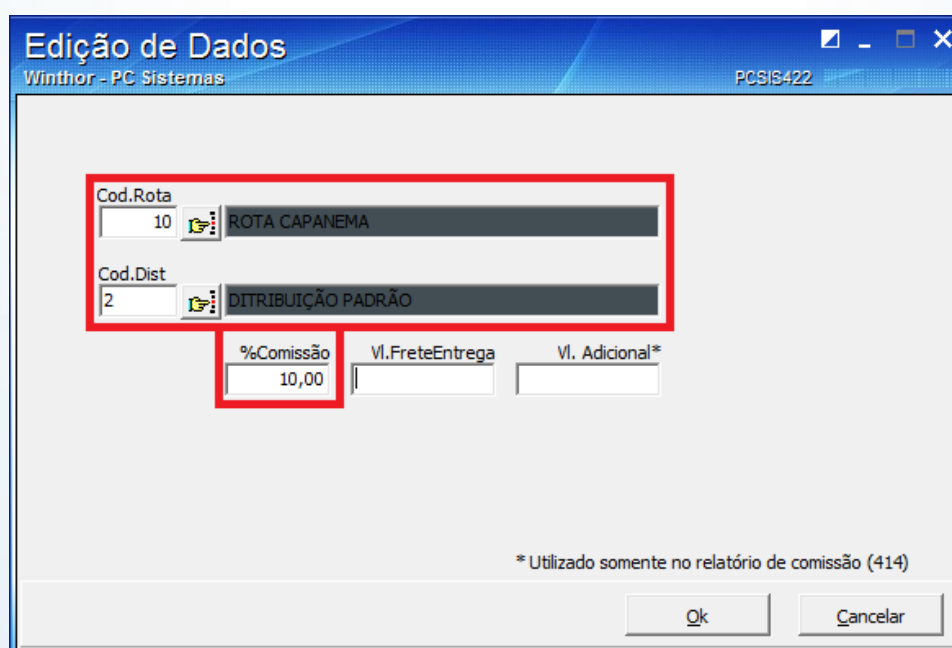 Edição de Dados
Winthor - PC Sistemas
PCSIS422
Cod.Rota
10 ROTA CAPANEMA
Cod.Dist
2 DITRIBUIÇÃO PADRÃO
%Comissão Vl.FreteEntrega Vl. Adicional*
10,00
* Utilizado somente no relatório de comissão (414)
Ok Cancelar